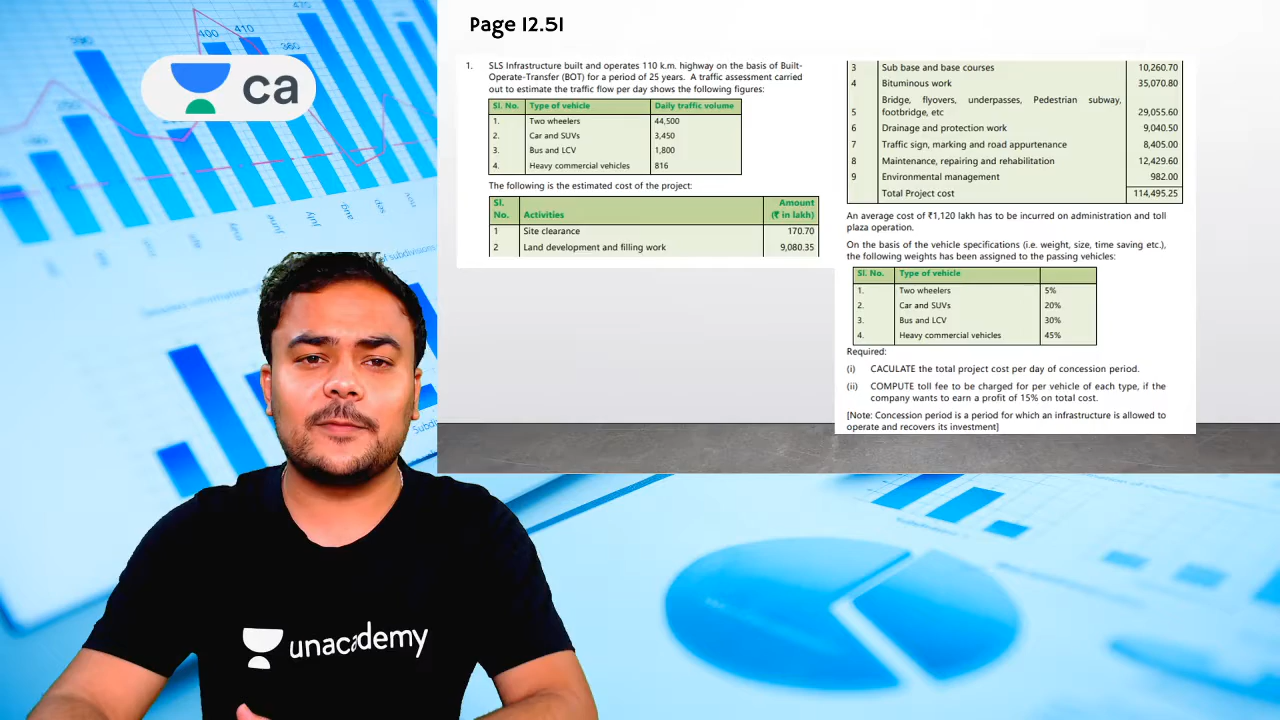 Page 12.51
ca
1. SLS Infrastructure built and operates 110 k.m. highway on the basis of Built-
Operate-Transfer (BOT) for a period of 25 years. A traffic assessment carried
out to estimate the traffic flow per day shows the following figures:
Sl. No. Type of vehicle Daily traffic volume
1. Two wheelers 44,500
2. Car and SUVs 3,450
3. Bus and LCV 1,800
4. Heavy commercial vehicles 816
The following is the estimated cost of the project:
Sl. No. Activities Amount (₹ in lakh)
1 Site clearance 170.70
2 Land development and filling work 9,080.35
3 Sub base and base courses 10,260.70
4 Bituminous work 35,070.80
5 Bridge, flyovers, underpasses, Pedestrian subway,
footbridge, etc 29,055.60
6 Drainage and protection work 9,040.50
7 Traffic sign, marking and road appurtenance 8,405.00
8 Maintenance, repairing and rehabilitation 12,429.60
9 Environmental management 982.00
Total Project cost 114,495.25
An average cost of ₹1,120 lakh has to be incurred on administration and toll
plaza operation.
On the basis of the vehicle specifications (i.e. weight, size, time saving etc.),
the following weights has been assigned to the passing vehicles:
Sl. No. Type of vehicle
1. Two wheelers 5%
2. Car and SUVs 20%
3. Bus and LCV 30%
4. Heavy commercial vehicles 45%
Required:
(i) CACULATE the total project cost per day of concession period.
(ii) COMPUTE toll fee to be charged for per vehicle of each type, if the
company wants to earn a profit of 15% on total cost.
[Note: Concession period is a period for which an infrastructure is allowed to
operate and recovers its investment]
unacademy
400
410
470
360
june
july
aug.
sep
nov